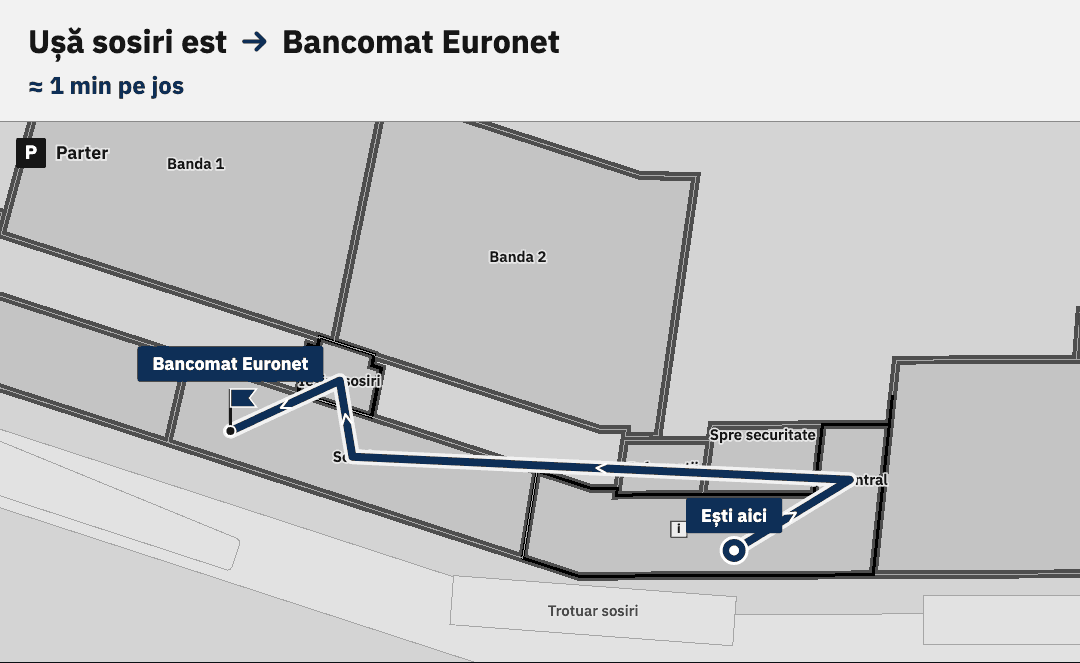 Ușă sosiri est → Bancomat Euronet
≈ 1 min pe jos
P Parter
Banda 1
Banda 2
Bancomat Euronet
sosiri
Spre securitate
Ești aici
i
Trotuar sosiri